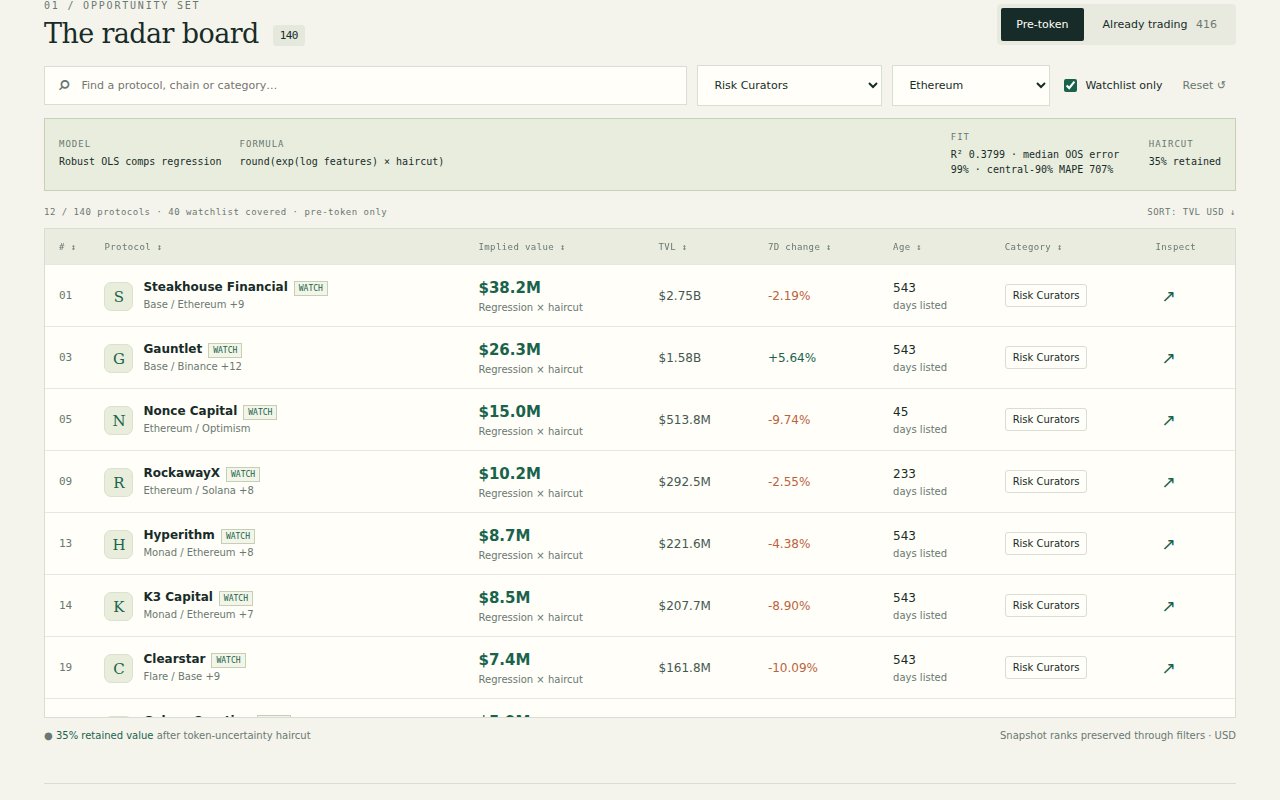 01 / OPPORTUNITY SET
The radar board 140
Pre-token Already trading 416
Find a protocol, chain or category…
Risk Curators
Ethereum
Watchlist only
Reset ↺
MODEL
Robust OLS comps regression
FORMULA
round(exp(log features) × haircut)
FIT
R² 0.3799 · median OOS error
99% · central-90% MAPE 707%
HAIRCUT
35% retained
12 / 140 protocols · 40 watchlist covered · pre-token only
SORT: TVL USD ↓
# ↕ Protocol ↕ Implied value ↕ TVL ↕ 7D change ↕ Age ↕ Category ↕ Inspect
01 S Steakhouse Financial WATCH $38.2M $2.75B -2.19% 543 Risk Curators ↗
Base / Ethereum +9 Regression × haircut days listed
03 G Gauntlet WATCH $26.3M $1.58B +5.64% 543 Risk Curators ↗
Base / Binance +12 Regression × haircut days listed
05 N Nonce Capital WATCH $15.0M $513.8M -9.74% 45 Risk Curators ↗
Ethereum / Optimism Regression × haircut days listed
09 R RockawayX WATCH $10.2M $292.5M -2.55% 233 Risk Curators ↗
Ethereum / Solana +8 Regression × haircut days listed
13 H Hyperithm WATCH $8.7M $221.6M -4.38% 543 Risk Curators ↗
Monad / Ethereum +8 Regression × haircut days listed
14 K K3 Capital WATCH $8.5M $207.7M -8.90% 543 Risk Curators ↗
Monad / Ethereum +7 Regression × haircut days listed
19 C Clearstar WATCH $7.4M $161.8M -10.09% 543 Risk Curators ↗
Flare / Base +9 Regression × haircut days listed
● 35% retained value after token-uncertainty haircut
Snapshot ranks preserved through filters · USD